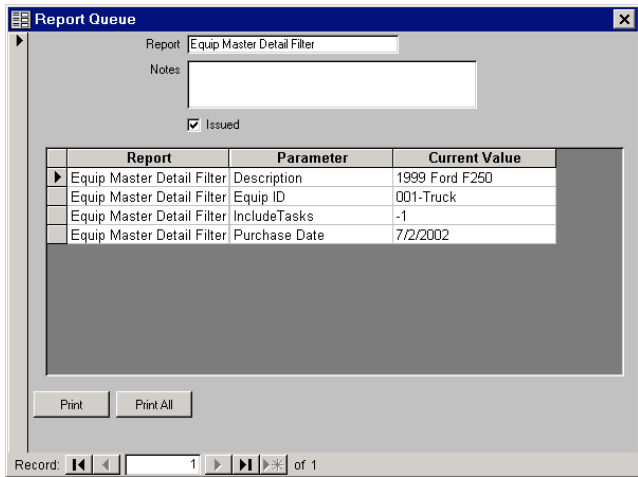 Report Queue
Report Equip Master Detail Filter
Notes
Issued
Report Parameter Current Value
Equip Master Detail Filter Description 1999 Ford F250
Equip Master Detail Filter Equip ID 001-Truck
Equip Master Detail Filter IncludeTasks -1
Equip Master Detail Filter Purchase Date 7/2/2002
Print Print All
Record: 1 of 1